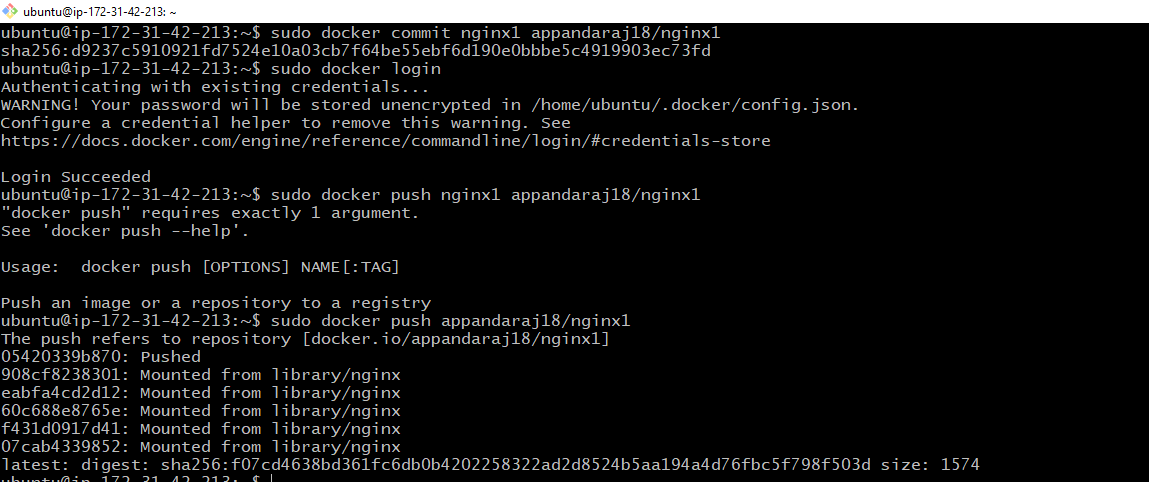 ubuntu@ip-172-31-42-213: ~
ubuntu@ip-172-31-42-213:~$ sudo docker commit nginx1 appandaraj18/nginx1
sha256:d9237c5910921fd7524e10a03cb7f64be55ebf6d190e0bbbe5c4919903ec73fd
ubuntu@ip-172-31-42-213:~$ sudo docker login
Authenticating with existing credentials...
WARNING! Your password will be stored unencrypted in /home/ubuntu/.docker/config.json.
Configure a credential helper to remove this warning. See
https://docs.docker.com/engine/reference/commandline/login/#credentials-store
Login Succeeded
ubuntu@ip-172-31-42-213:~$ sudo docker push nginx1 appandaraj18/nginx1
"docker push" requires exactly 1 argument.
See 'docker push --help'.
Usage:  docker push [OPTIONS] NAME[:TAG]
Push an image or a repository to a registry
ubuntu@ip-172-31-42-213:~$ sudo docker push appandaraj18/nginx1
The push refers to repository [docker.io/appandaraj18/nginx1]
05420339b870: Pushed
908cf8238301: Mounted from library/nginx
eabfa4cd2d12: Mounted from library/nginx
60c688e8765e: Mounted from library/nginx
f431d0917d41: Mounted from library/nginx
07cab4339852: Mounted from library/nginx
latest: digest: sha256:f07cd4638bd361fc6db0b4202258322ad2d8524b5aa194a4d76fbc5f798f503d size: 1574
ubuntu@ip-172-31-42-213:~$